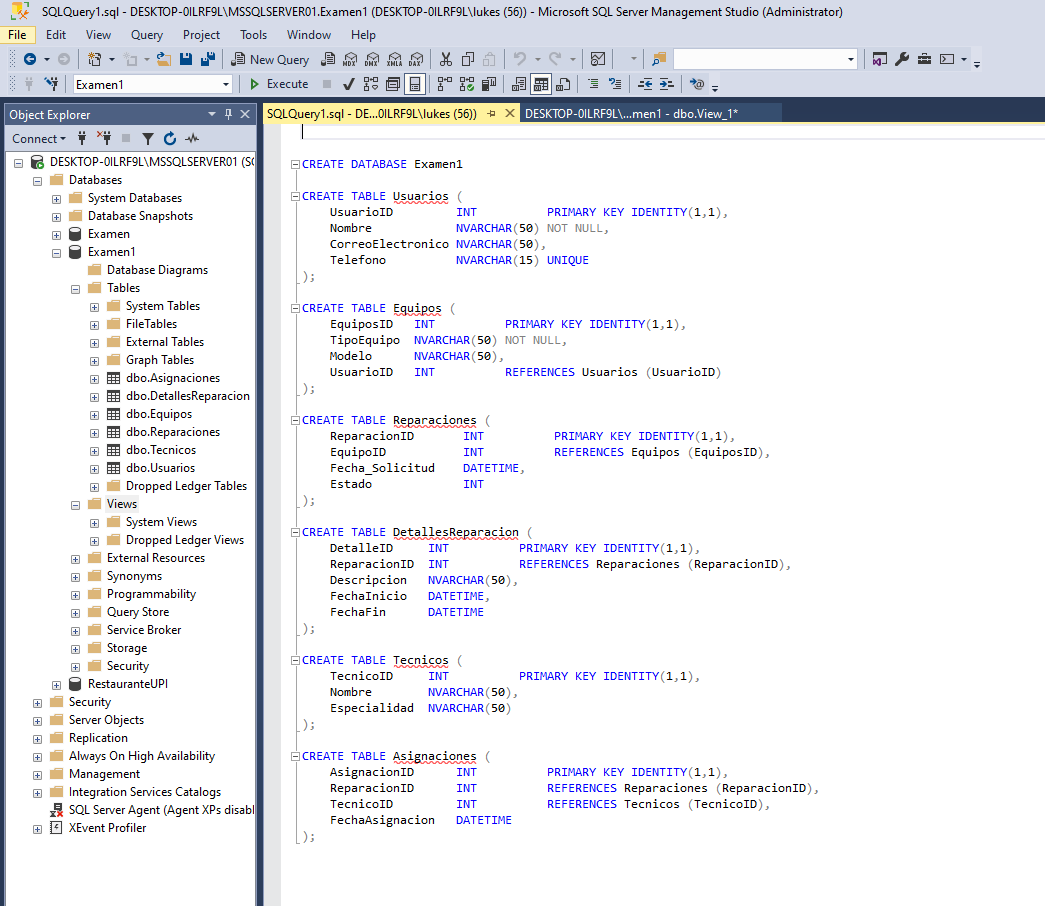 SQLQuery1.sql - DESKTOP-0ILRF9L\MSSQLSERVER01.Examen1 (DESKTOP-0ILRF9L\lukes (56)) - Microsoft SQL Server Management Studio (Administrator)
File Edit View Query Project Tools Window Help
New Query MDX DMX XMLA DAX
Examen1 Execute
Object Explorer
SQLQuery1.sql - DE...0ILRF9L\lukes (56)) DESKTOP-0ILRF9L\...men1 - dbo.View_1*
Connect
DESKTOP-0ILRF9L\MSSQLSERVER01 (SQ
Databases
System Databases
Database Snapshots
Examen
Examen1
Database Diagrams
Tables
System Tables
FileTables
External Tables
Graph Tables
dbo.Asignaciones
dbo.DetallesReparacion
dbo.Equipos
dbo.Reparaciones
dbo.Tecnicos
dbo.Usuarios
Dropped Ledger Tables
Views
System Views
Dropped Ledger Views
External Resources
Synonyms
Programmability
Query Store
Service Broker
Storage
Security
RestauranteUPI
Security
Server Objects
Replication
Always On High Availability
Management
Integration Services Catalogs
SQL Server Agent (Agent XPs disabl
XEvent Profiler
CREATE DATABASE Examen1
CREATE TABLE Usuarios (
UsuarioID INT PRIMARY KEY IDENTITY(1,1),
Nombre NVARCHAR(50) NOT NULL,
CorreoElectronico NVARCHAR(50),
Telefono NVARCHAR(15) UNIQUE
);
CREATE TABLE Equipos (
EquiposID INT PRIMARY KEY IDENTITY(1,1),
TipoEquipo NVARCHAR(50) NOT NULL,
Modelo NVARCHAR(50),
UsuarioID INT REFERENCES Usuarios (UsuarioID)
);
CREATE TABLE Reparaciones (
ReparacionID INT PRIMARY KEY IDENTITY(1,1),
EquipoID INT REFERENCES Equipos (EquiposID),
Fecha_Solicitud DATETIME,
Estado INT
);
CREATE TABLE DetallesReparacion (
DetalleID INT PRIMARY KEY IDENTITY(1,1),
ReparacionID INT REFERENCES Reparaciones (ReparacionID),
Descripcion NVARCHAR(50),
FechaInicio DATETIME,
FechaFin DATETIME
);
CREATE TABLE Tecnicos (
TecnicoID INT PRIMARY KEY IDENTITY(1,1),
Nombre NVARCHAR(50),
Especialidad NVARCHAR(50)
);
CREATE TABLE Asignaciones (
AsignacionID INT PRIMARY KEY IDENTITY(1,1),
ReparacionID INT REFERENCES Reparaciones (ReparacionID),
TecnicoID INT REFERENCES Tecnicos (TecnicoID),
FechaAsignacion DATETIME
);